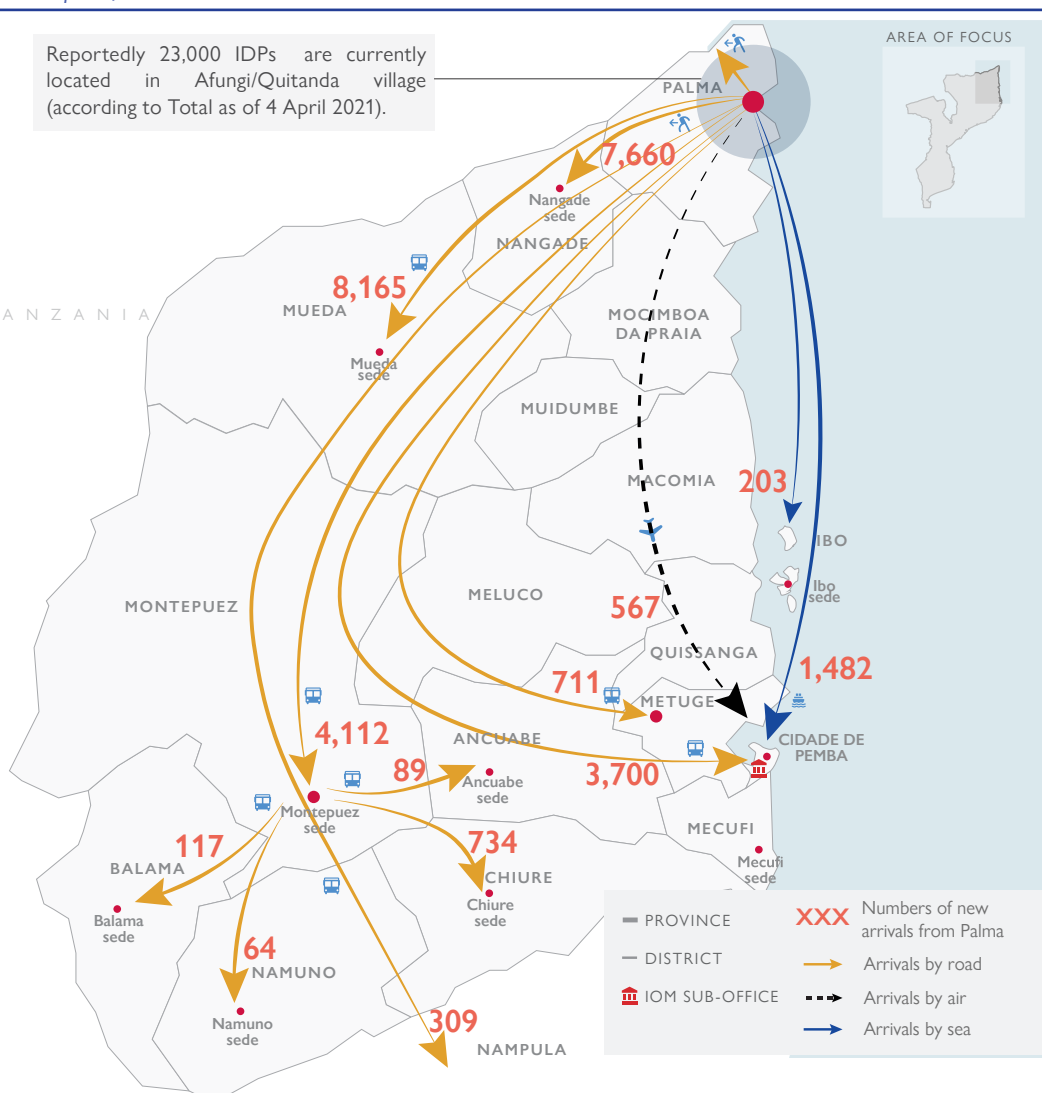 Reportedly 23,000 IDPs are currently
located in Afungi/Quitanda village
(according to Total as of 4 April 2021).
AREA OF FOCUS
PALMA
7,660
Nangade
sede
NANGADE
8,165
MUEDA
ANZANIA
Mueda
sede
MOCIMBOA
DA PRAIA
MUIDUMBE
MACOMIA
203
IBO
Ibo
sede
MONTEPUEZ
MELUCO
567
QUISSANGA
1,482
711
METUGE
4,112
ANCUABE
CIDADE DE
PEMBA
89
3,700
Ancuabe
sede
Montepuez
sede
MECUFI
117
734
BALAMA
Mecufi
sede
CHIURE
Chiure
sede
Balama
sede
64
NAMUNO
Namuno
sede
309
NAMPULA
PROVINCE
DISTRICT
IOM SUB-OFFICE
XXX
Numbers of new
arrivals from Palma
Arrivals by road
Arrivals by air
Arrivals by sea